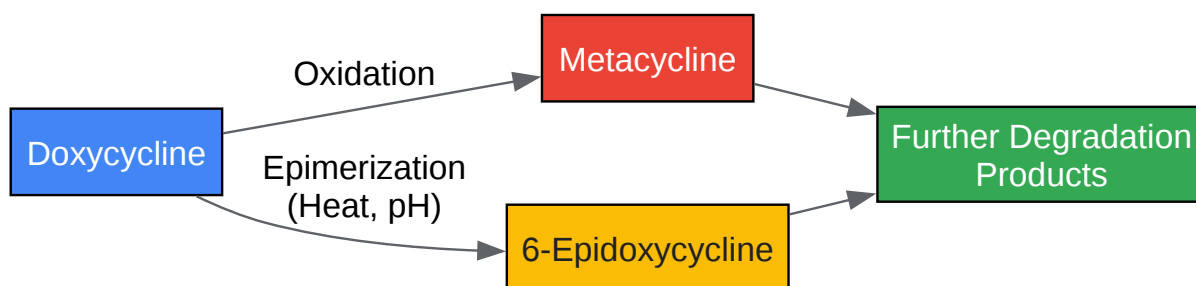 Doxycycline
Oxidation
Metacycline
Epimerization
(Heat, pH)
6-Epidoxycycline
Further Degradation
Products